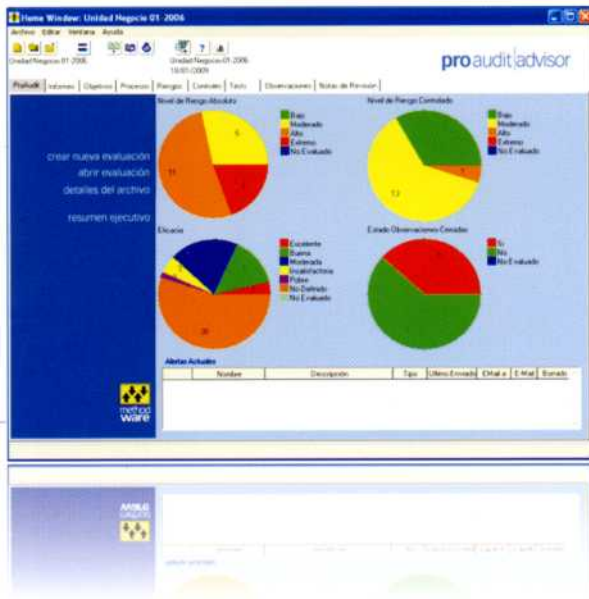 Home Window: Unidad Negocio 01-2006
Archivo Editar Ventana Ayuda
Unidad Negocio 01-2006
Unidad Negocio 01-2006
pro audit advisor
ProAudit Informes Objetivos Procesos Riesgos Controles Tests Observaciones Notas de Revisión
Nivel de Riesgo Absoluto
Bajo
Moderado
Alto
Extremo
No Evaluado
6
11
Nivel de Riesgo Controlado
Bajo
Moderado
Alto
Extremo
No Evaluado
1
13
crear nueva evaluación
abrir evaluación
detalles del archivo
resumen ejecutivo
Eficacia
Excelente
Buena
Moderada
Insatisfactoria
Pobre
No Definido
No Evaluado
Estado Observaciones Cerradas
Si
No
No Evaluado
Alertas Actuales
Nombre Descripción Tipo Ultimo Enviado EMail a E-Mail Borrado
method
ware